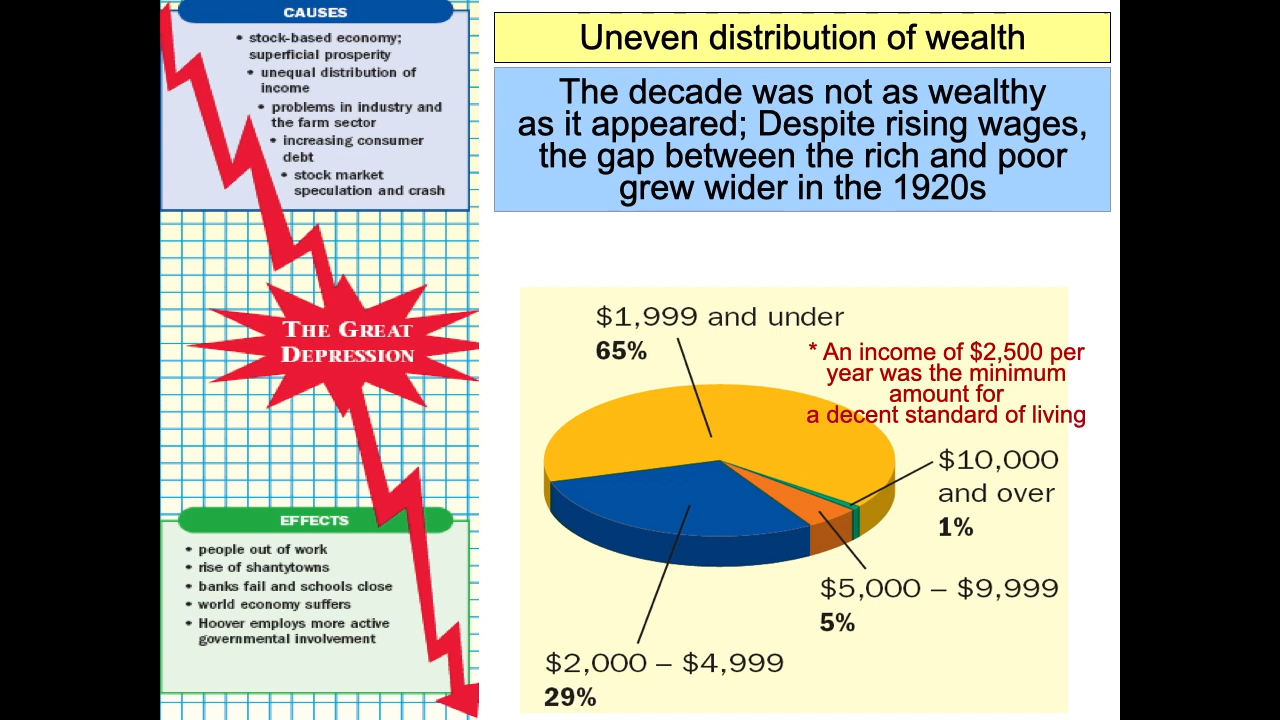 CAUSES
• stock-based economy;
superficial prosperity
• unequal distribution of
income
• problems in industry and
the farm sector
• increasing consumer
debt
• stock market
speculation and crash
THE GREAT
DEPRESSION
EFFECTS
• people out of work
• rise of shantytowns
• banks fail and schools close
• world economy suffers
• Hoover employs more active
governmental involvement
Uneven distribution of wealth
The decade was not as wealthy
as it appeared; Despite rising wages,
the gap between the rich and poor
grew wider in the 1920s
$1,999 and under
65%
* An income of $2,500 per
year was the minimum
amount for
a decent standard of living
$10,000
and over
1%
$5,000 – $9,999
5%
$2,000 – $4,999
29%